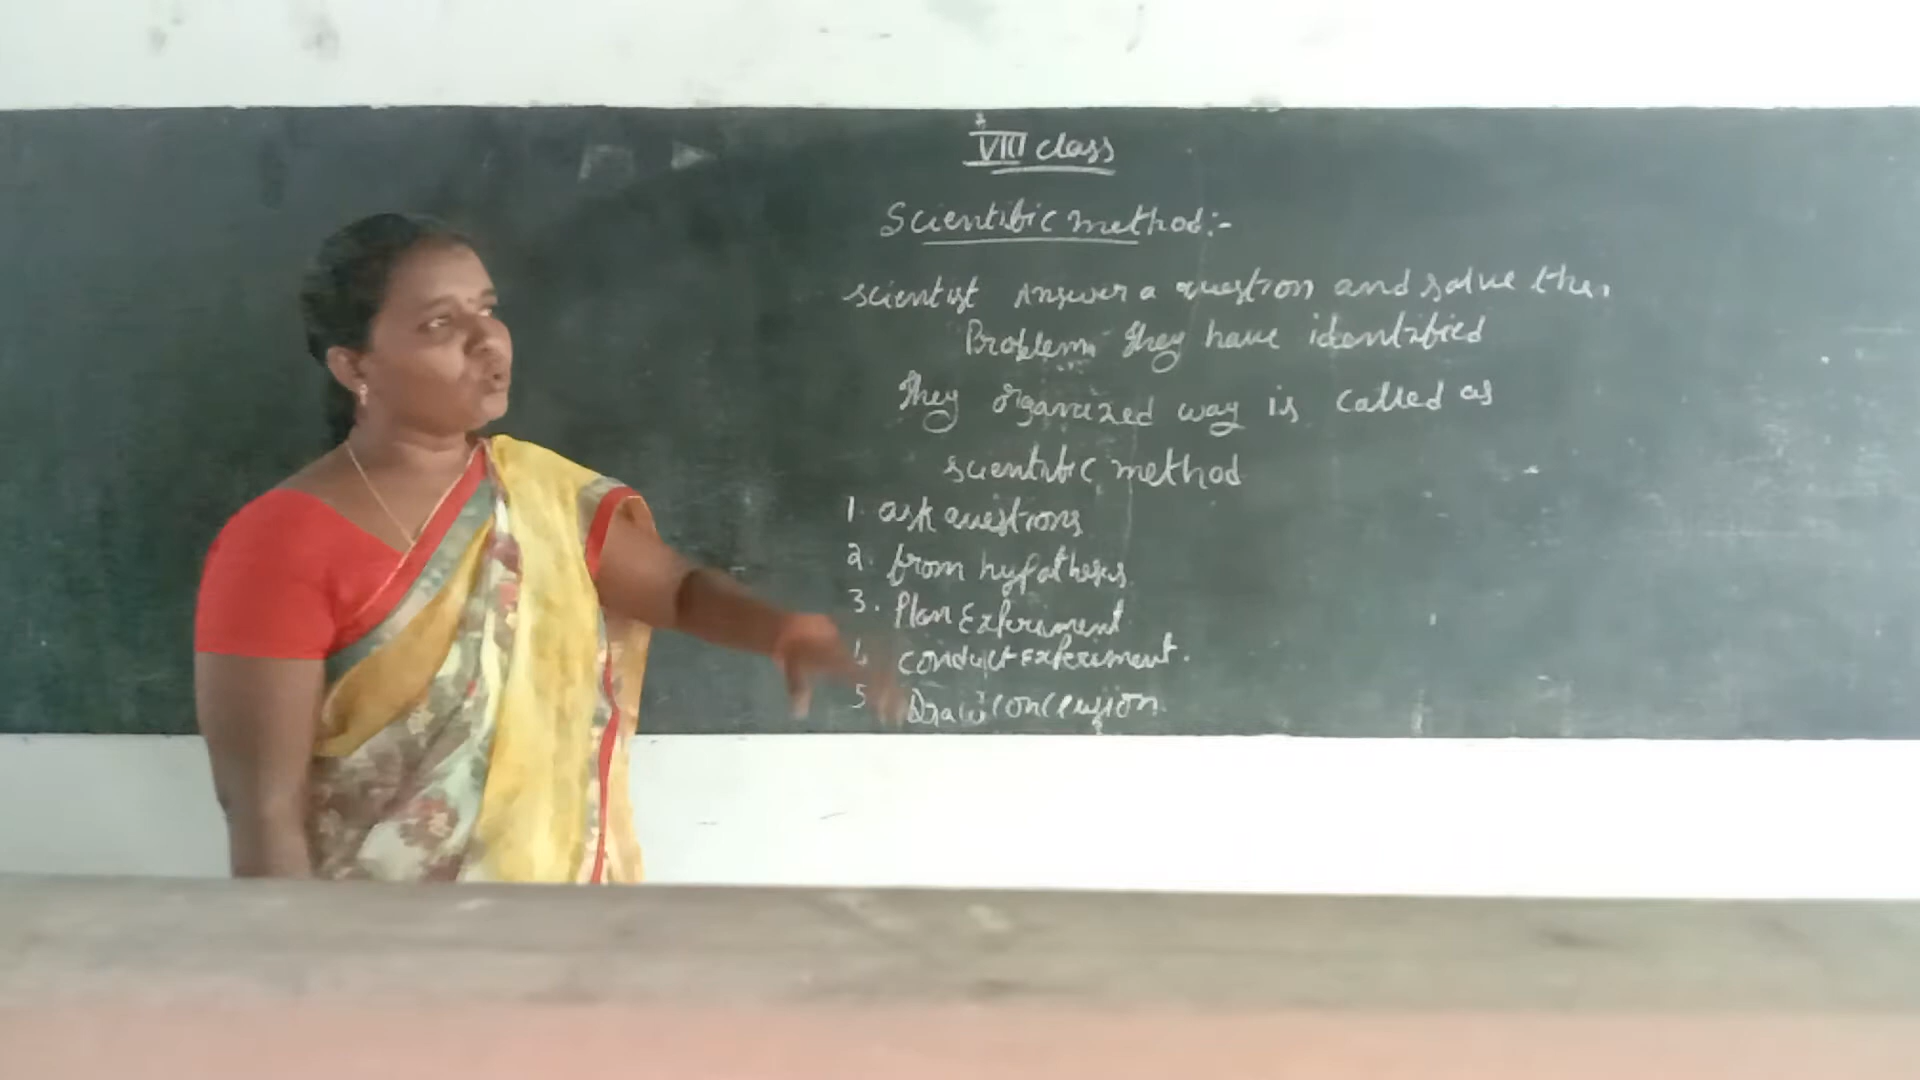 VIII class
Scientific method:-
scientist Answer a question and solve the
Problem They have identified
They organized way is called as
scientific method
1. ask questions
2. from hypothesis
3. Plan Experiment
conduct Experiment.
5. Draw conclusion